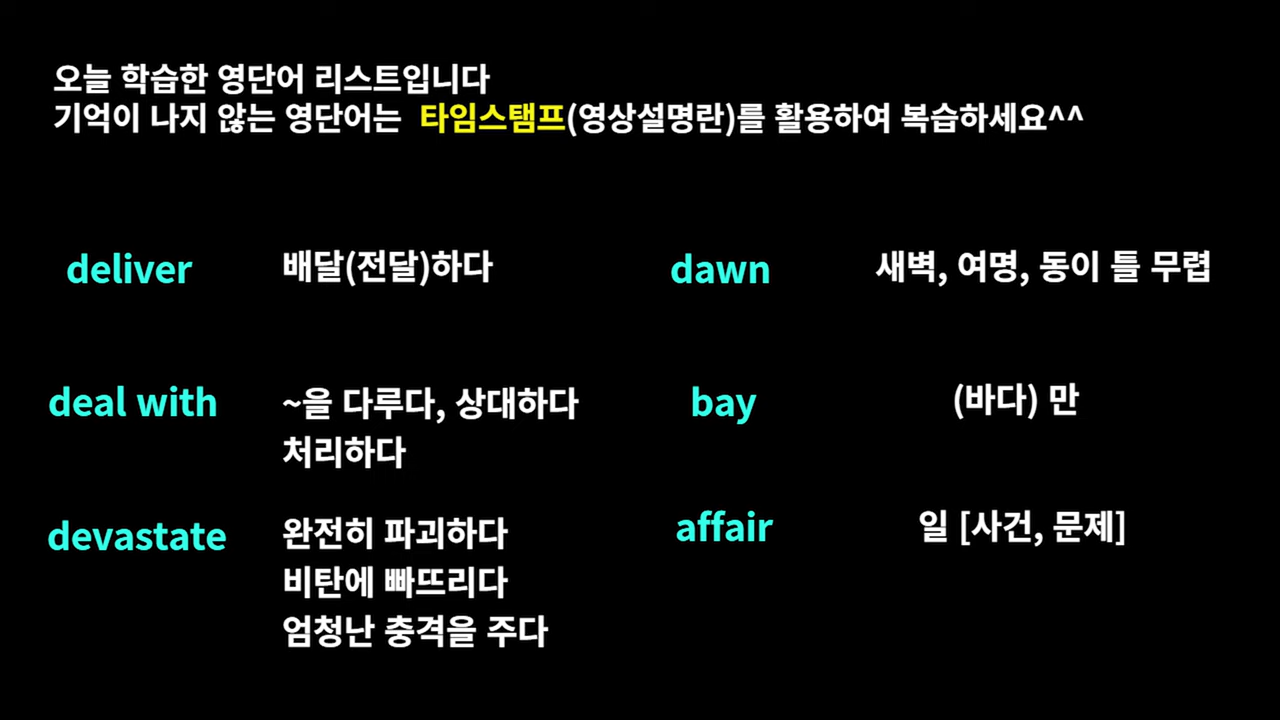 오늘 학습한 영단어 리스트입니다
기억이 나지 않는 영단어는 타임스탬프(영상설명란)를 활용하여 복습하세요^^
deliver 배달(전달)하다
dawn 새벽, 여명, 동이 틀 무렵
deal with ~을 다루다, 상대하다
처리하다
bay (바다) 만
devastate 완전히 파괴하다
비탄에 빠뜨리다
엄청난 충격을 주다
affair 일 [사건, 문제]